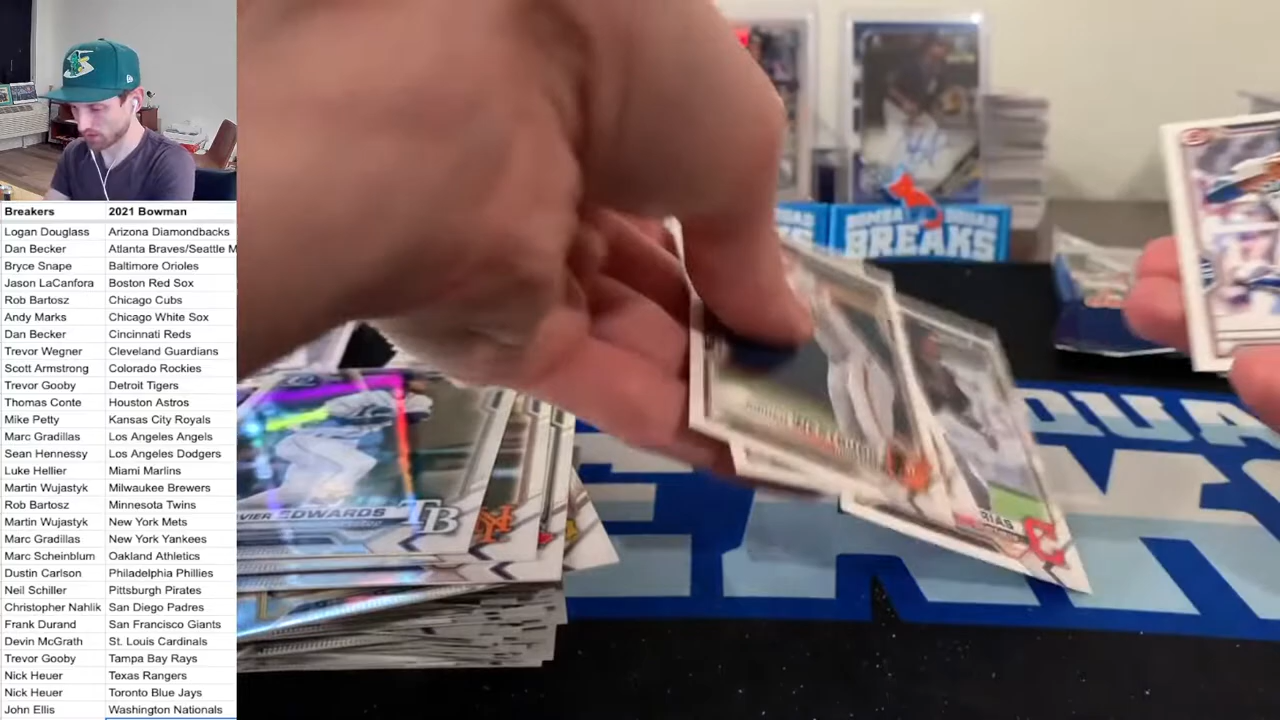 Breakers 2021 Bowman
Logan Douglass Arizona Diamondbacks
Dan Becker Atlanta Braves/Seattle M
Bryce Snape Baltimore Orioles
Jason LaCanfora Boston Red Sox
Rob Bartosz Chicago Cubs
Andy Marks Chicago White Sox
Dan Becker Cincinnati Reds
Trevor Wegner Cleveland Guardians
Scott Armstrong Colorado Rockies
Trevor Gooby Detroit Tigers
Thomas Conte Houston Astros
Mike Petty Kansas City Royals
Marc Gradillas Los Angeles Angels
Sean Hennessy Los Angeles Dodgers
Luke Hellier Miami Marlins
Martin Wujastyk Milwaukee Brewers
Rob Bartosz Minnesota Twins
Martin Wujastyk New York Mets
Marc Gradillas New York Yankees
Marc Scheinblum Oakland Athletics
Dustin Carlson Philadelphia Phillies
Neil Schiller Pittsburgh Pirates
Christopher Nahlik San Diego Padres
Frank Durand San Francisco Giants
Devin McGrath St. Louis Cardinals
Trevor Gooby Tampa Bay Rays
Nick Heuer Texas Rangers
Nick Heuer Toronto Blue Jays
John Ellis Washington Nationals
BREAKS
VIER EDWARDS TB
NY
RIAS
QUA